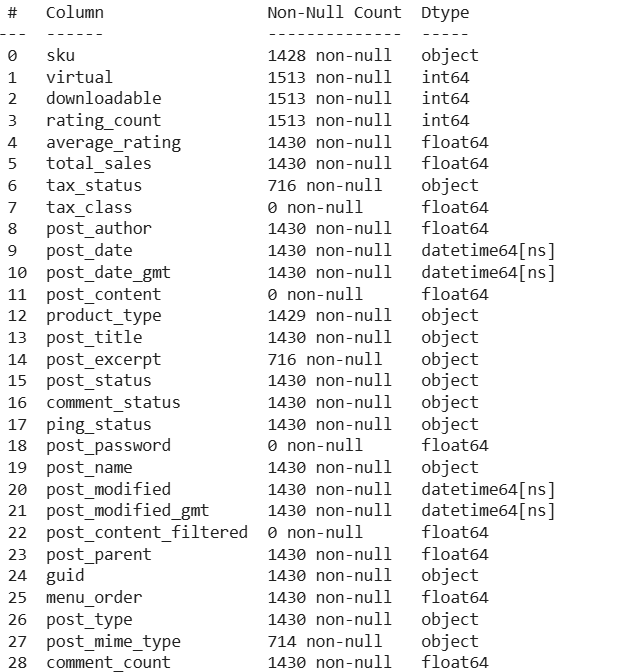 #   Column                 Non-Null Count  Dtype
--- ------                 --------------  -----
0   sku                    1428 non-null   object
1   virtual                1513 non-null   int64
2   downloadable           1513 non-null   int64
3   rating_count           1513 non-null   int64
4   average_rating         1430 non-null   float64
5   total_sales            1430 non-null   float64
6   tax_status             716 non-null    object
7   tax_class              0 non-null      float64
8   post_author            1430 non-null   float64
9   post_date              1430 non-null   datetime64[ns]
10  post_date_gmt          1430 non-null   datetime64[ns]
11  post_content           0 non-null      float64
12  product_type           1429 non-null   object
13  post_title             1430 non-null   object
14  post_excerpt           716 non-null    object
15  post_status            1430 non-null   object
16  comment_status         1430 non-null   object
17  ping_status            1430 non-null   object
18  post_password          0 non-null      float64
19  post_name              1430 non-null   object
20  post_modified          1430 non-null   datetime64[ns]
21  post_modified_gmt      1430 non-null   datetime64[ns]
22  post_content_filtered  0 non-null      float64
23  post_parent            1430 non-null   float64
24  guid                   1430 non-null   object
25  menu_order             1430 non-null   float64
26  post_type              1430 non-null   object
27  post_mime_type         714 non-null    object
28  comment_count          1430 non-null   float64